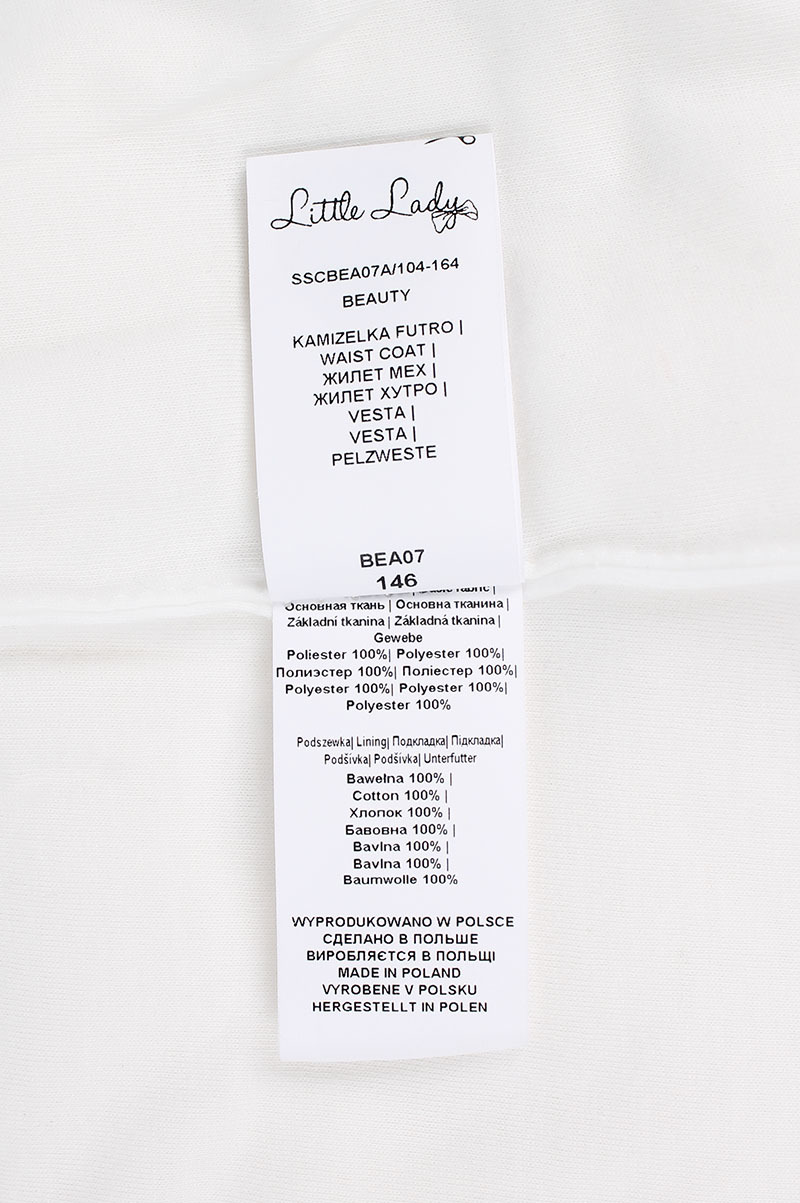 Little Lady
SSCBEA07A/104-164
BEAUTY
KAMIZELKA FUTRO |
WAIST COAT |
ЖИЛЕТ МЕХ |
ЖИЛЕТ ХУТРО |
VESTA |
VESTA |
PELZWESTE
BEA07
146
| Basic fabric |
Основная ткань | Основна тканина |
Základní tkanina | Základná tkanina |
Gewebe
Poliester 100%| Polyester 100%|
Полиэстер 100%| Поліестер 100%|
Polyester 100%| Polyester 100%|
Polyester 100%
Podszewka| Lining| Подкладка| Підкладка|
Podšívka| Podšívka| Unterfutter
Bawełna 100% |
Cotton 100% |
Хлопок 100% |
Бавовна 100% |
Bavlna 100% |
Bavlna 100% |
Baumwolle 100%
WYPRODUKOWANO W POLSCE
СДЕЛАНО В ПОЛЬШЕ
ВИРОБЛЯЄТСЯ В ПОЛЬЩІ
MADE IN POLAND
VYROBENE V POLSKU
HERGESTELLT IN POLEN